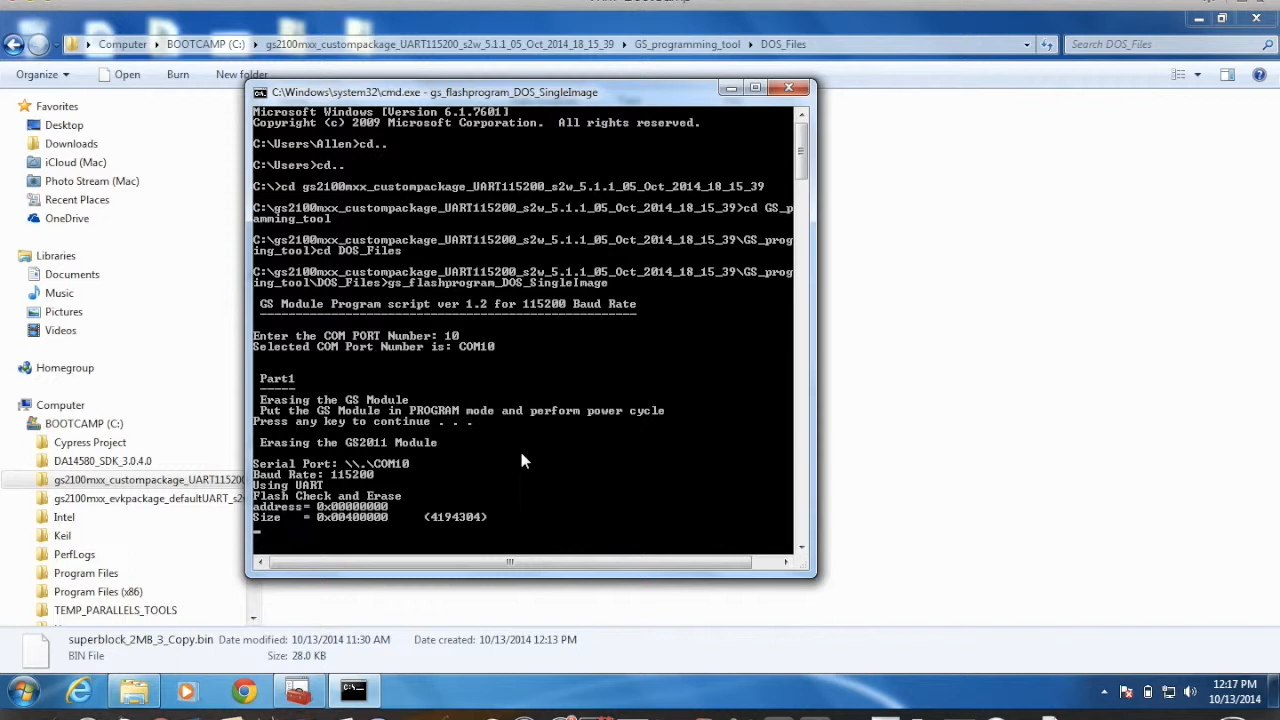 Computer
BOOTCAMP (C:)
gs2100mxx_custompackage_UART115200_s2w_5.1.1_05_Oct_2014_18_15_39
GS_programming_tool
DOS_Files
Search DOS_Files
Organize
Open
Burn
New folder
C:\Windows\system32\cmd.exe - gs_flashprogram_DOS_SingleImage
Microsoft Windows [Version 6.1.7601]
Copyright (c) 2009 Microsoft Corporation. All rights reserved.
C:\Users\Allen>cd..
C:\Users>cd..
C:\>cd gs2100mxx_custompackage_UART115200_s2w_5.1.1_05_Oct_2014_18_15_39
C:\gs2100mxx_custompackage_UART115200_s2w_5.1.1_05_Oct_2014_18_15_39>cd GS_p
amming_tool
C:\gs2100mxx_custompackage_UART115200_s2w_5.1.1_05_Oct_2014_18_15_39\GS_prog
ing_tool>cd DOS_Files
C:\gs2100mxx_custompackage_UART115200_s2w_5.1.1_05_Oct_2014_18_15_39\GS_prog
ing_tool\DOS_Files>gs_flashprogram_DOS_SingleImage
GS Module Program script ver 1.2 for 115200 Baud Rate
-----------------------------------------------------
Enter the COM PORT Number: 10
Selected COM Port Number is: COM10
Part1
-----
Erasing the GS Module
Put the GS Module in PROGRAM mode and perform power cycle
Press any key to continue . . .
Erasing the GS2011 Module
Serial Port: \\.\COM10
Baud Rate: 115200
Using UART
Flash Check and Erase
address= 0x00000000
Size = 0x00400000 (4194304)
Favorites
Desktop
Downloads
iCloud (Mac)
Photo Stream (Mac)
Recent Places
OneDrive
Libraries
Documents
Music
Pictures
Videos
Homegroup
Computer
BOOTCAMP (C:)
Cypress Project
DA14580_SDK_3.0.4.0
gs2100mxx_custompackage_UART115200
gs2100mxx_evkpackage_defaultUART_s2
Intel
Keil
PerfLogs
Program Files
Program Files (x86)
TEMP_PARALLELS_TOOLS
superblock_2MB_3_Copy.bin
Date modified: 10/13/2014 11:30 AM
Date created: 10/13/2014 12:13 PM
BIN File
Size: 28.0 KB
12:17 PM
10/13/2014